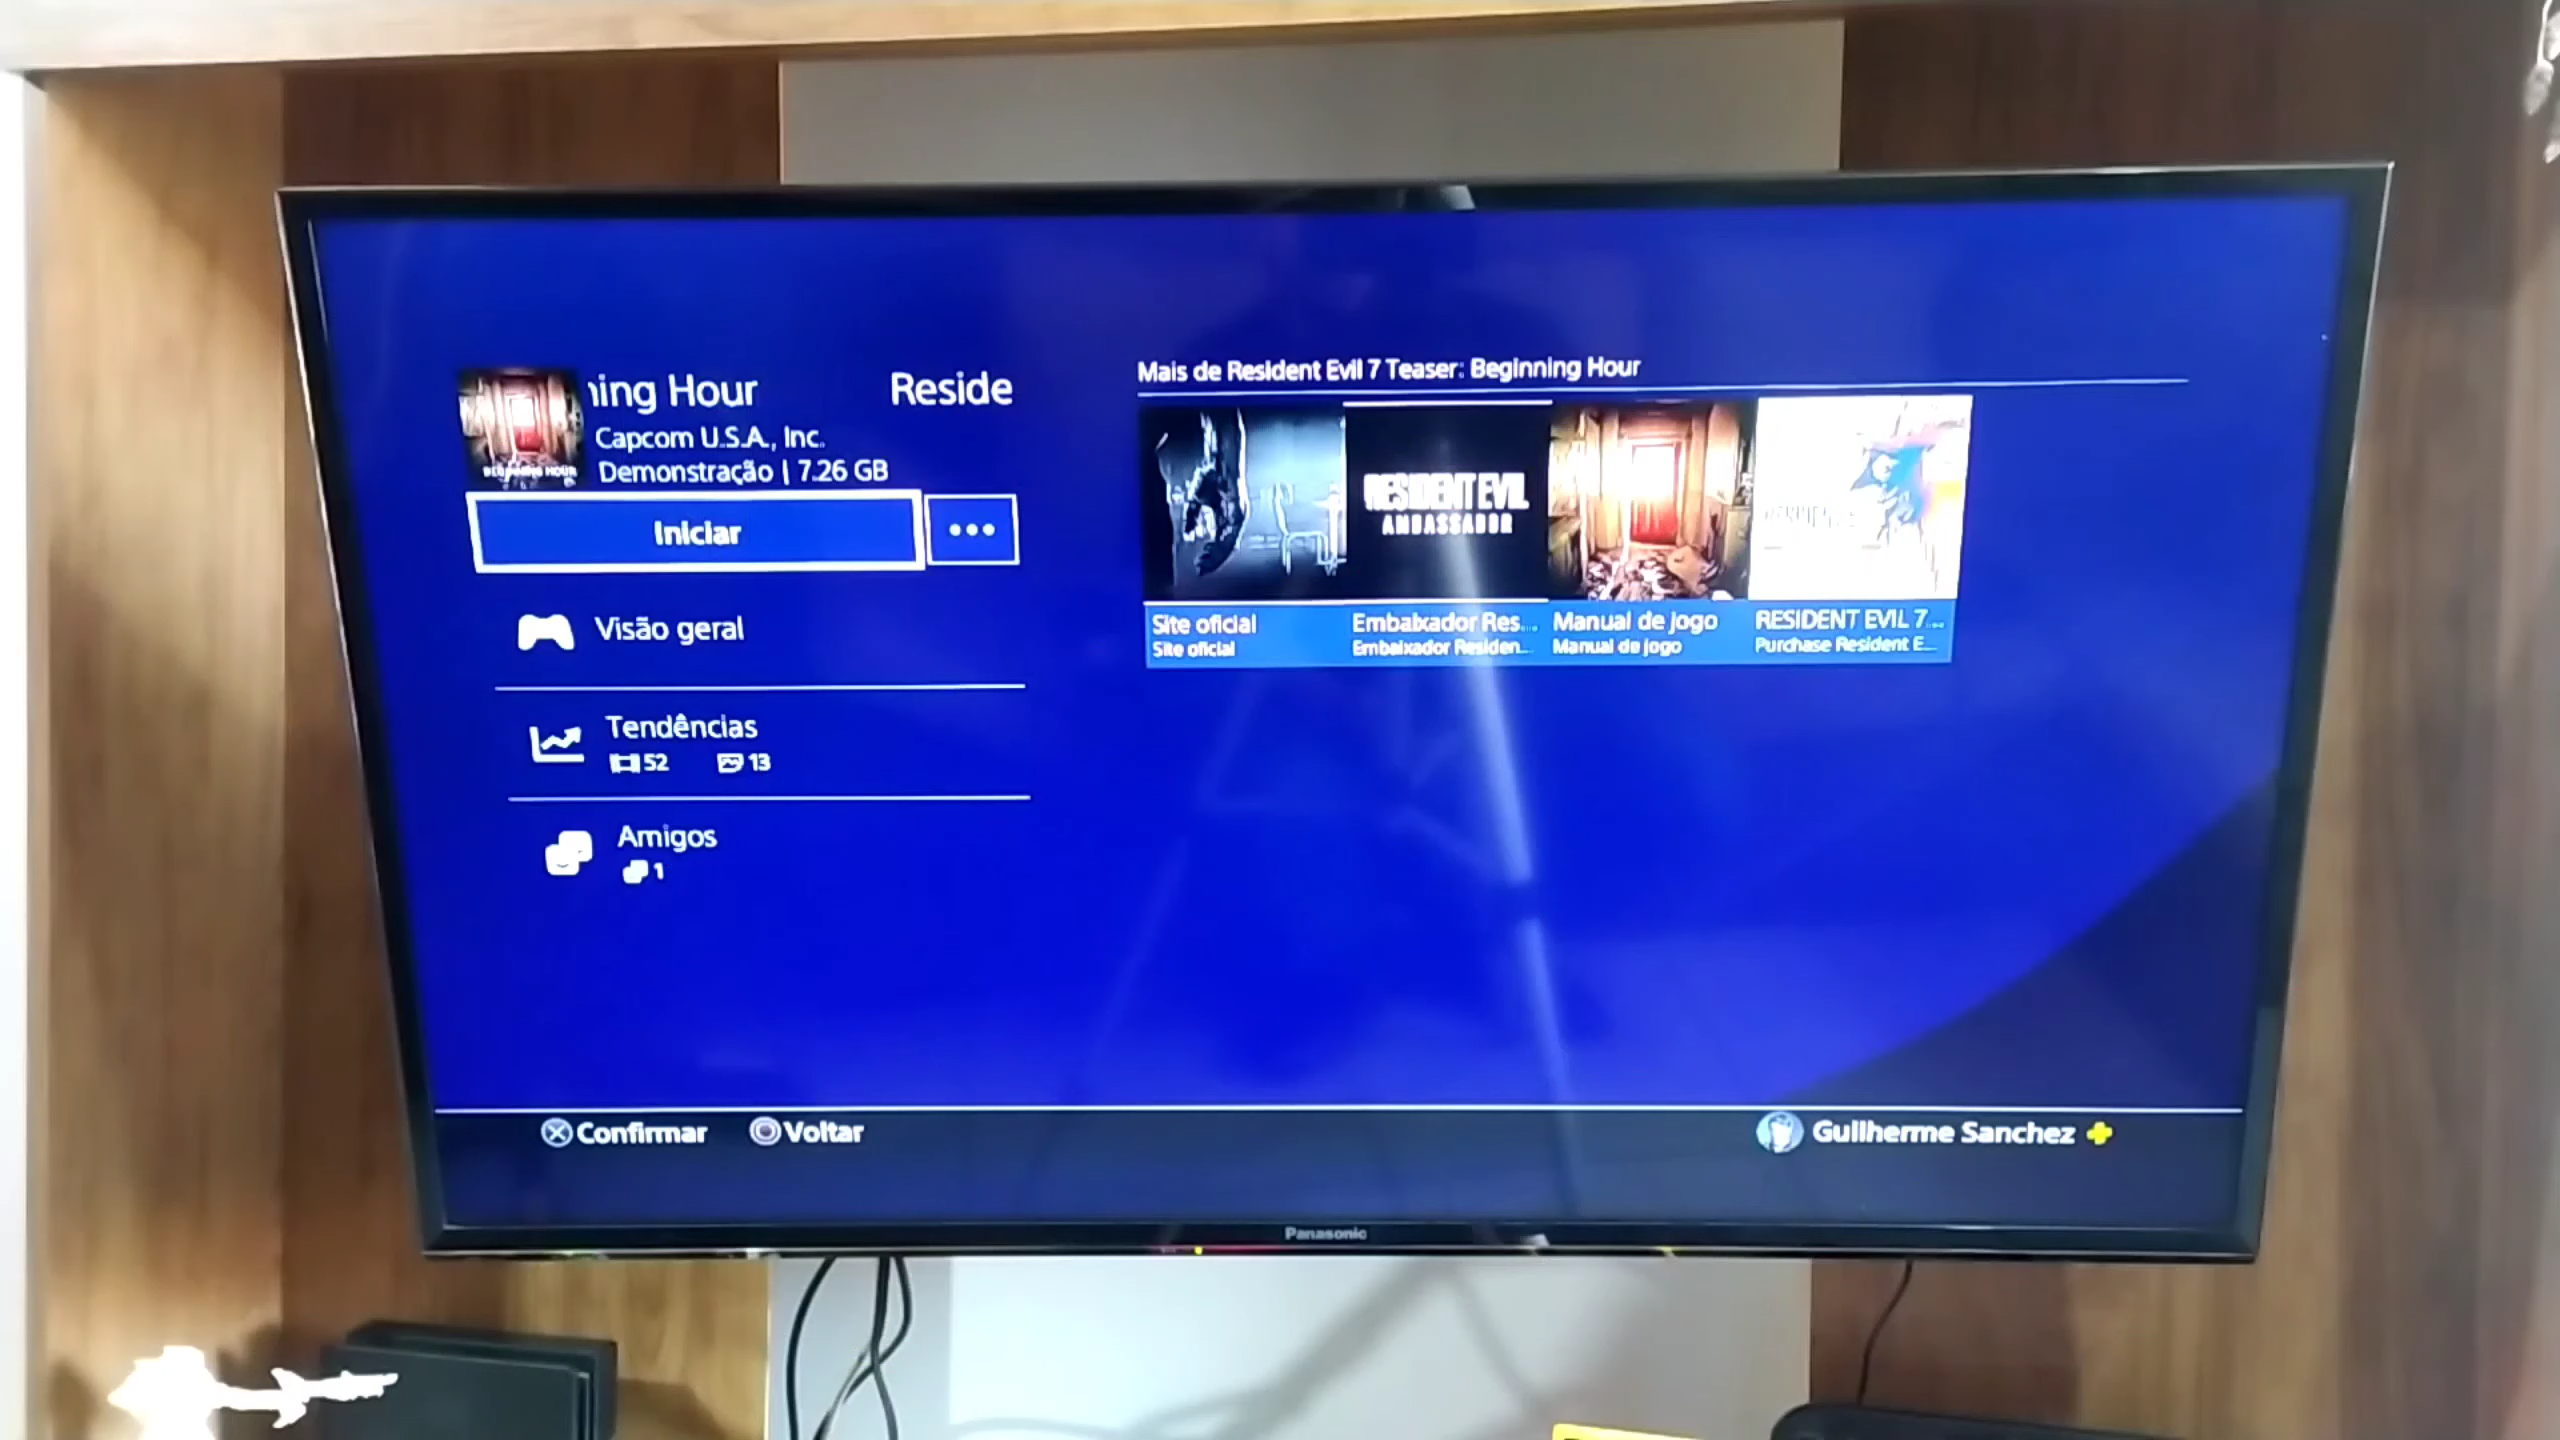 ning Hour Reside
Capcom U.S.A., Inc.
Demonstração | 7.26 GB
BEGINNING HOUR
Iniciar
Visão geral
Tendências
52 13
Amigos
1
Mais de Resident Evil 7 Teaser: Beginning Hour
RESIDENT EVIL
AMBASSADOR
Site oficial
Site oficial
Embaixador Res...
Embaixador Residen...
Manual de jogo
Manual de jogo
RESIDENT EVIL 7...
Purchase Resident E...
Confirmar Voltar
Guilherme Sanchez
Panasonic